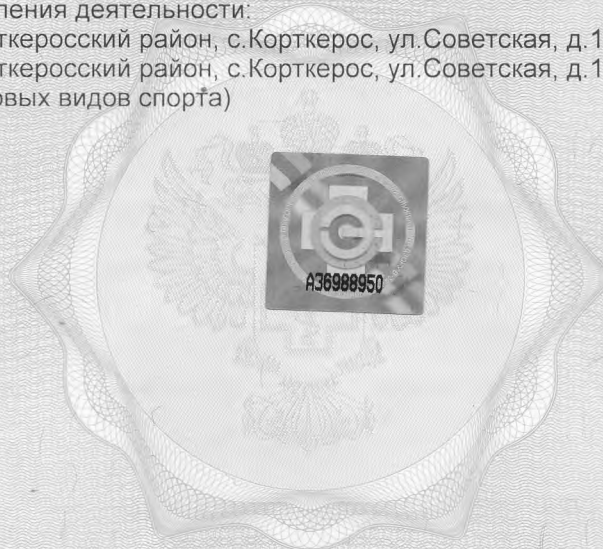 ления деятельности:
ткеросский район, с.Корткерос, ул.Советская, д.1
ткеросский район, с.Корткерос, ул.Советская, д.1
овых видов спорта)
А36988950